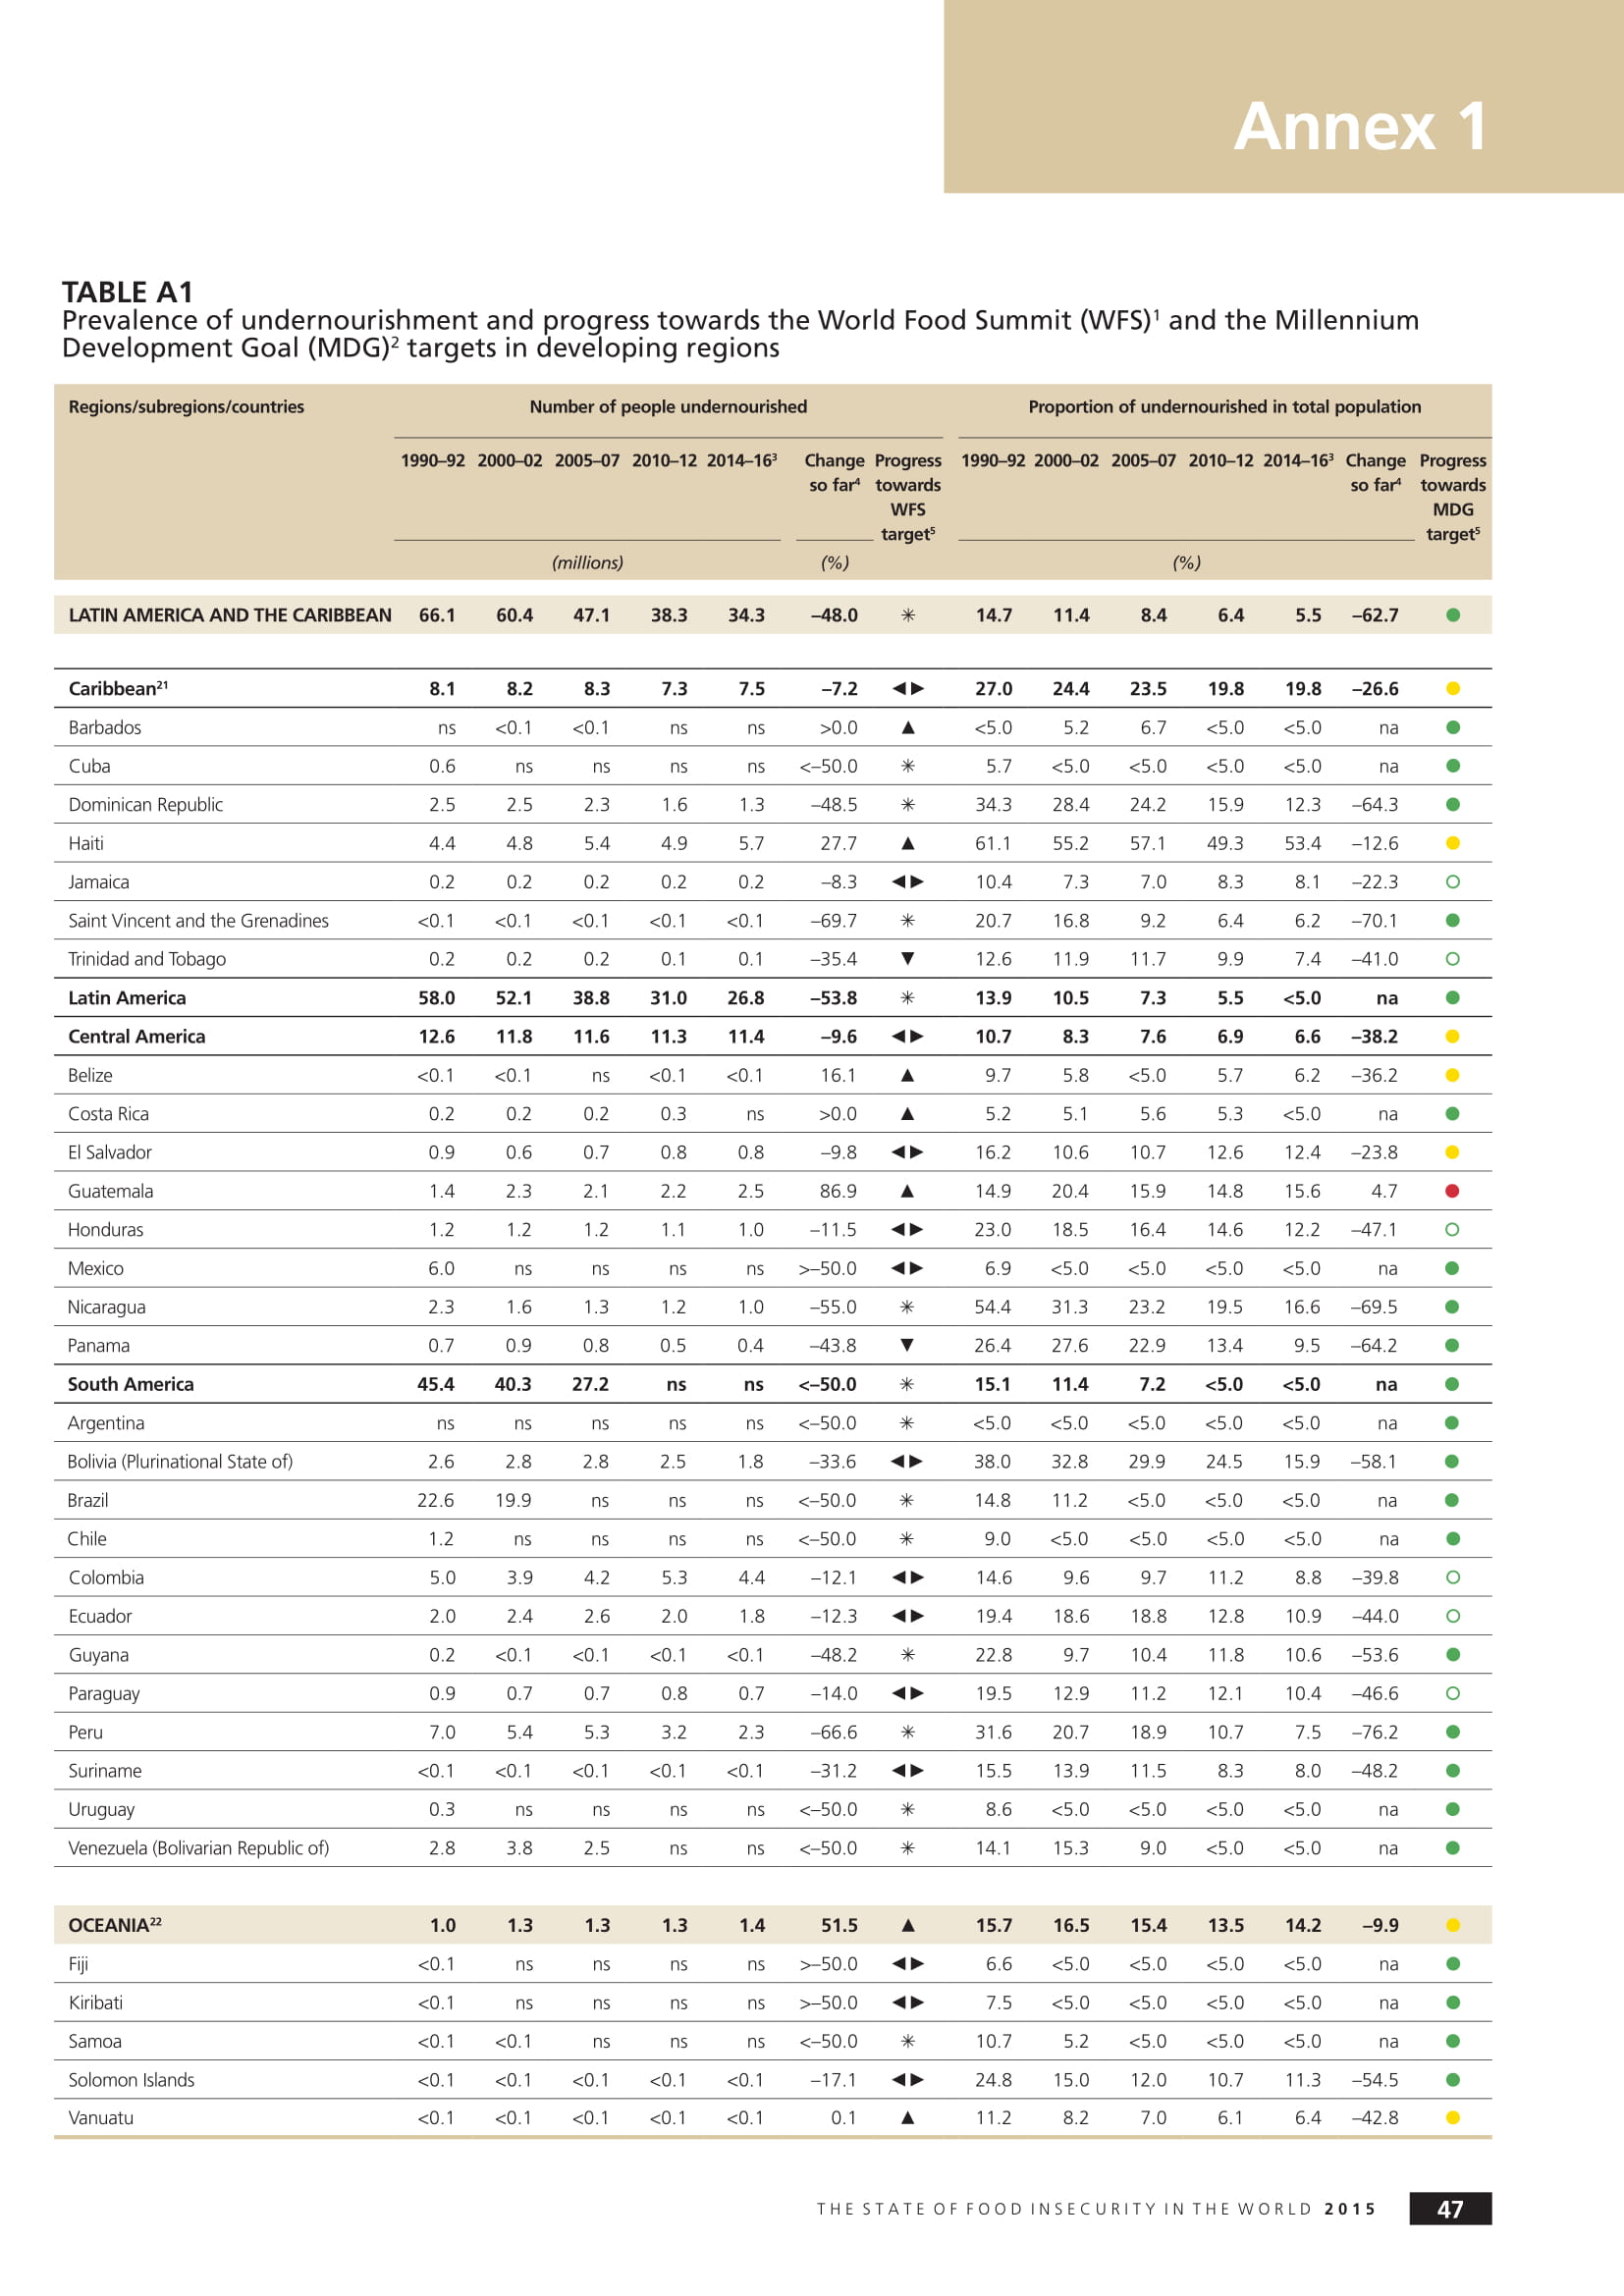 Annex 1
TABLE A1
Prevalence of undernourishment and progress towards the World Food Summit (WFS)1 and the Millennium
Development Goal (MDG)2 targets in developing regions
Regions/subregions/countries Number of people undernourished Proportion of undernourished in total population
1990–92 2000–02 2005–07 2010–12 2014–163 Change Progress 1990–92 2000–02 2005–07 2010–12 2014–163 Change Progress
so far4 towards so far4 towards
WFS MDG
target5 target5
(millions) (%) (%)
LATIN AMERICA AND THE CARIBBEAN 66.1 60.4 47.1 38.3 34.3 –48.0 ✳ 14.7 11.4 8.4 6.4 5.5 –62.7 ●
Caribbean21 8.1 8.2 8.3 7.3 7.5 –7.2 ◄► 27.0 24.4 23.5 19.8 19.8 –26.6 ●
Barbados ns <0.1 <0.1 ns ns >0.0 ▲ <5.0 5.2 6.7 <5.0 <5.0 na ●
Cuba 0.6 ns ns ns ns <–50.0 ✳ 5.7 <5.0 <5.0 <5.0 <5.0 na ●
Dominican Republic 2.5 2.5 2.3 1.6 1.3 –48.5 ✳ 34.3 28.4 24.2 15.9 12.3 –64.3 ●
Haiti 4.4 4.8 5.4 4.9 5.7 27.7 ▲ 61.1 55.2 57.1 49.3 53.4 –12.6 ●
Jamaica 0.2 0.2 0.2 0.2 0.2 –8.3 ◄► 10.4 7.3 7.0 8.3 8.1 –22.3 ○
Saint Vincent and the Grenadines <0.1 <0.1 <0.1 <0.1 <0.1 –69.7 ✳ 20.7 16.8 9.2 6.4 6.2 –70.1 ●
Trinidad and Tobago 0.2 0.2 0.2 0.1 0.1 –35.4 ▼ 12.6 11.9 11.7 9.9 7.4 –41.0 ○
Latin America 58.0 52.1 38.8 31.0 26.8 –53.8 ✳ 13.9 10.5 7.3 5.5 <5.0 na ●
Central America 12.6 11.8 11.6 11.3 11.4 –9.6 ◄► 10.7 8.3 7.6 6.9 6.6 –38.2 ●
Belize <0.1 <0.1 ns <0.1 <0.1 16.1 ▲ 9.7 5.8 <5.0 5.7 6.2 –36.2 ●
Costa Rica 0.2 0.2 0.2 0.3 ns >0.0 ▲ 5.2 5.1 5.6 5.3 <5.0 na ●
El Salvador 0.9 0.6 0.7 0.8 0.8 –9.8 ◄► 16.2 10.6 10.7 12.6 12.4 –23.8 ●
Guatemala 1.4 2.3 2.1 2.2 2.5 86.9 ▲ 14.9 20.4 15.9 14.8 15.6 4.7 ●
Honduras 1.2 1.2 1.2 1.1 1.0 –11.5 ◄► 23.0 18.5 16.4 14.6 12.2 –47.1 ○
Mexico 6.0 ns ns ns ns >–50.0 ◄► 6.9 <5.0 <5.0 <5.0 <5.0 na ●
Nicaragua 2.3 1.6 1.3 1.2 1.0 –55.0 ✳ 54.4 31.3 23.2 19.5 16.6 –69.5 ●
Panama 0.7 0.9 0.8 0.5 0.4 –43.8 ▼ 26.4 27.6 22.9 13.4 9.5 –64.2 ●
South America 45.4 40.3 27.2 ns ns <–50.0 ✳ 15.1 11.4 7.2 <5.0 <5.0 na ●
Argentina ns ns ns ns ns <–50.0 ✳ <5.0 <5.0 <5.0 <5.0 <5.0 na ●
Bolivia (Plurinational State of) 2.6 2.8 2.8 2.5 1.8 –33.6 ◄► 38.0 32.8 29.9 24.5 15.9 –58.1 ●
Brazil 22.6 19.9 ns ns ns <–50.0 ✳ 14.8 11.2 <5.0 <5.0 <5.0 na ●
Chile 1.2 ns ns ns ns <–50.0 ✳ 9.0 <5.0 <5.0 <5.0 <5.0 na ●
Colombia 5.0 3.9 4.2 5.3 4.4 –12.1 ◄► 14.6 9.6 9.7 11.2 8.8 –39.8 ○
Ecuador 2.0 2.4 2.6 2.0 1.8 –12.3 ◄► 19.4 18.6 18.8 12.8 10.9 –44.0 ○
Guyana 0.2 <0.1 <0.1 <0.1 <0.1 –48.2 ✳ 22.8 9.7 10.4 11.8 10.6 –53.6 ●
Paraguay 0.9 0.7 0.7 0.8 0.7 –14.0 ◄► 19.5 12.9 11.2 12.1 10.4 –46.6 ○
Peru 7.0 5.4 5.3 3.2 2.3 –66.6 ✳ 31.6 20.7 18.9 10.7 7.5 –76.2 ●
Suriname <0.1 <0.1 <0.1 <0.1 <0.1 –31.2 ◄► 15.5 13.9 11.5 8.3 8.0 –48.2 ●
Uruguay 0.3 ns ns ns ns <–50.0 ✳ 8.6 <5.0 <5.0 <5.0 <5.0 na ●
Venezuela (Bolivarian Republic of) 2.8 3.8 2.5 ns ns <–50.0 ✳ 14.1 15.3 9.0 <5.0 <5.0 na ●
OCEANIA22 1.0 1.3 1.3 1.3 1.4 51.5 ▲ 15.7 16.5 15.4 13.5 14.2 –9.9 ●
Fiji <0.1 ns ns ns ns >–50.0 ◄► 6.6 <5.0 <5.0 <5.0 <5.0 na ●
Kiribati <0.1 ns ns ns ns >–50.0 ◄► 7.5 <5.0 <5.0 <5.0 <5.0 na ●
Samoa <0.1 <0.1 ns ns ns <–50.0 ✳ 10.7 5.2 <5.0 <5.0 <5.0 na ●
Solomon Islands <0.1 <0.1 <0.1 <0.1 <0.1 –17.1 ◄► 24.8 15.0 12.0 10.7 11.3 –54.5 ●
Vanuatu <0.1 <0.1 <0.1 <0.1 <0.1 0.1 ▲ 11.2 8.2 7.0 6.1 6.4 –42.8 ●
THE STATE OF FOOD INSECURITY IN THE WORLD 2015 47